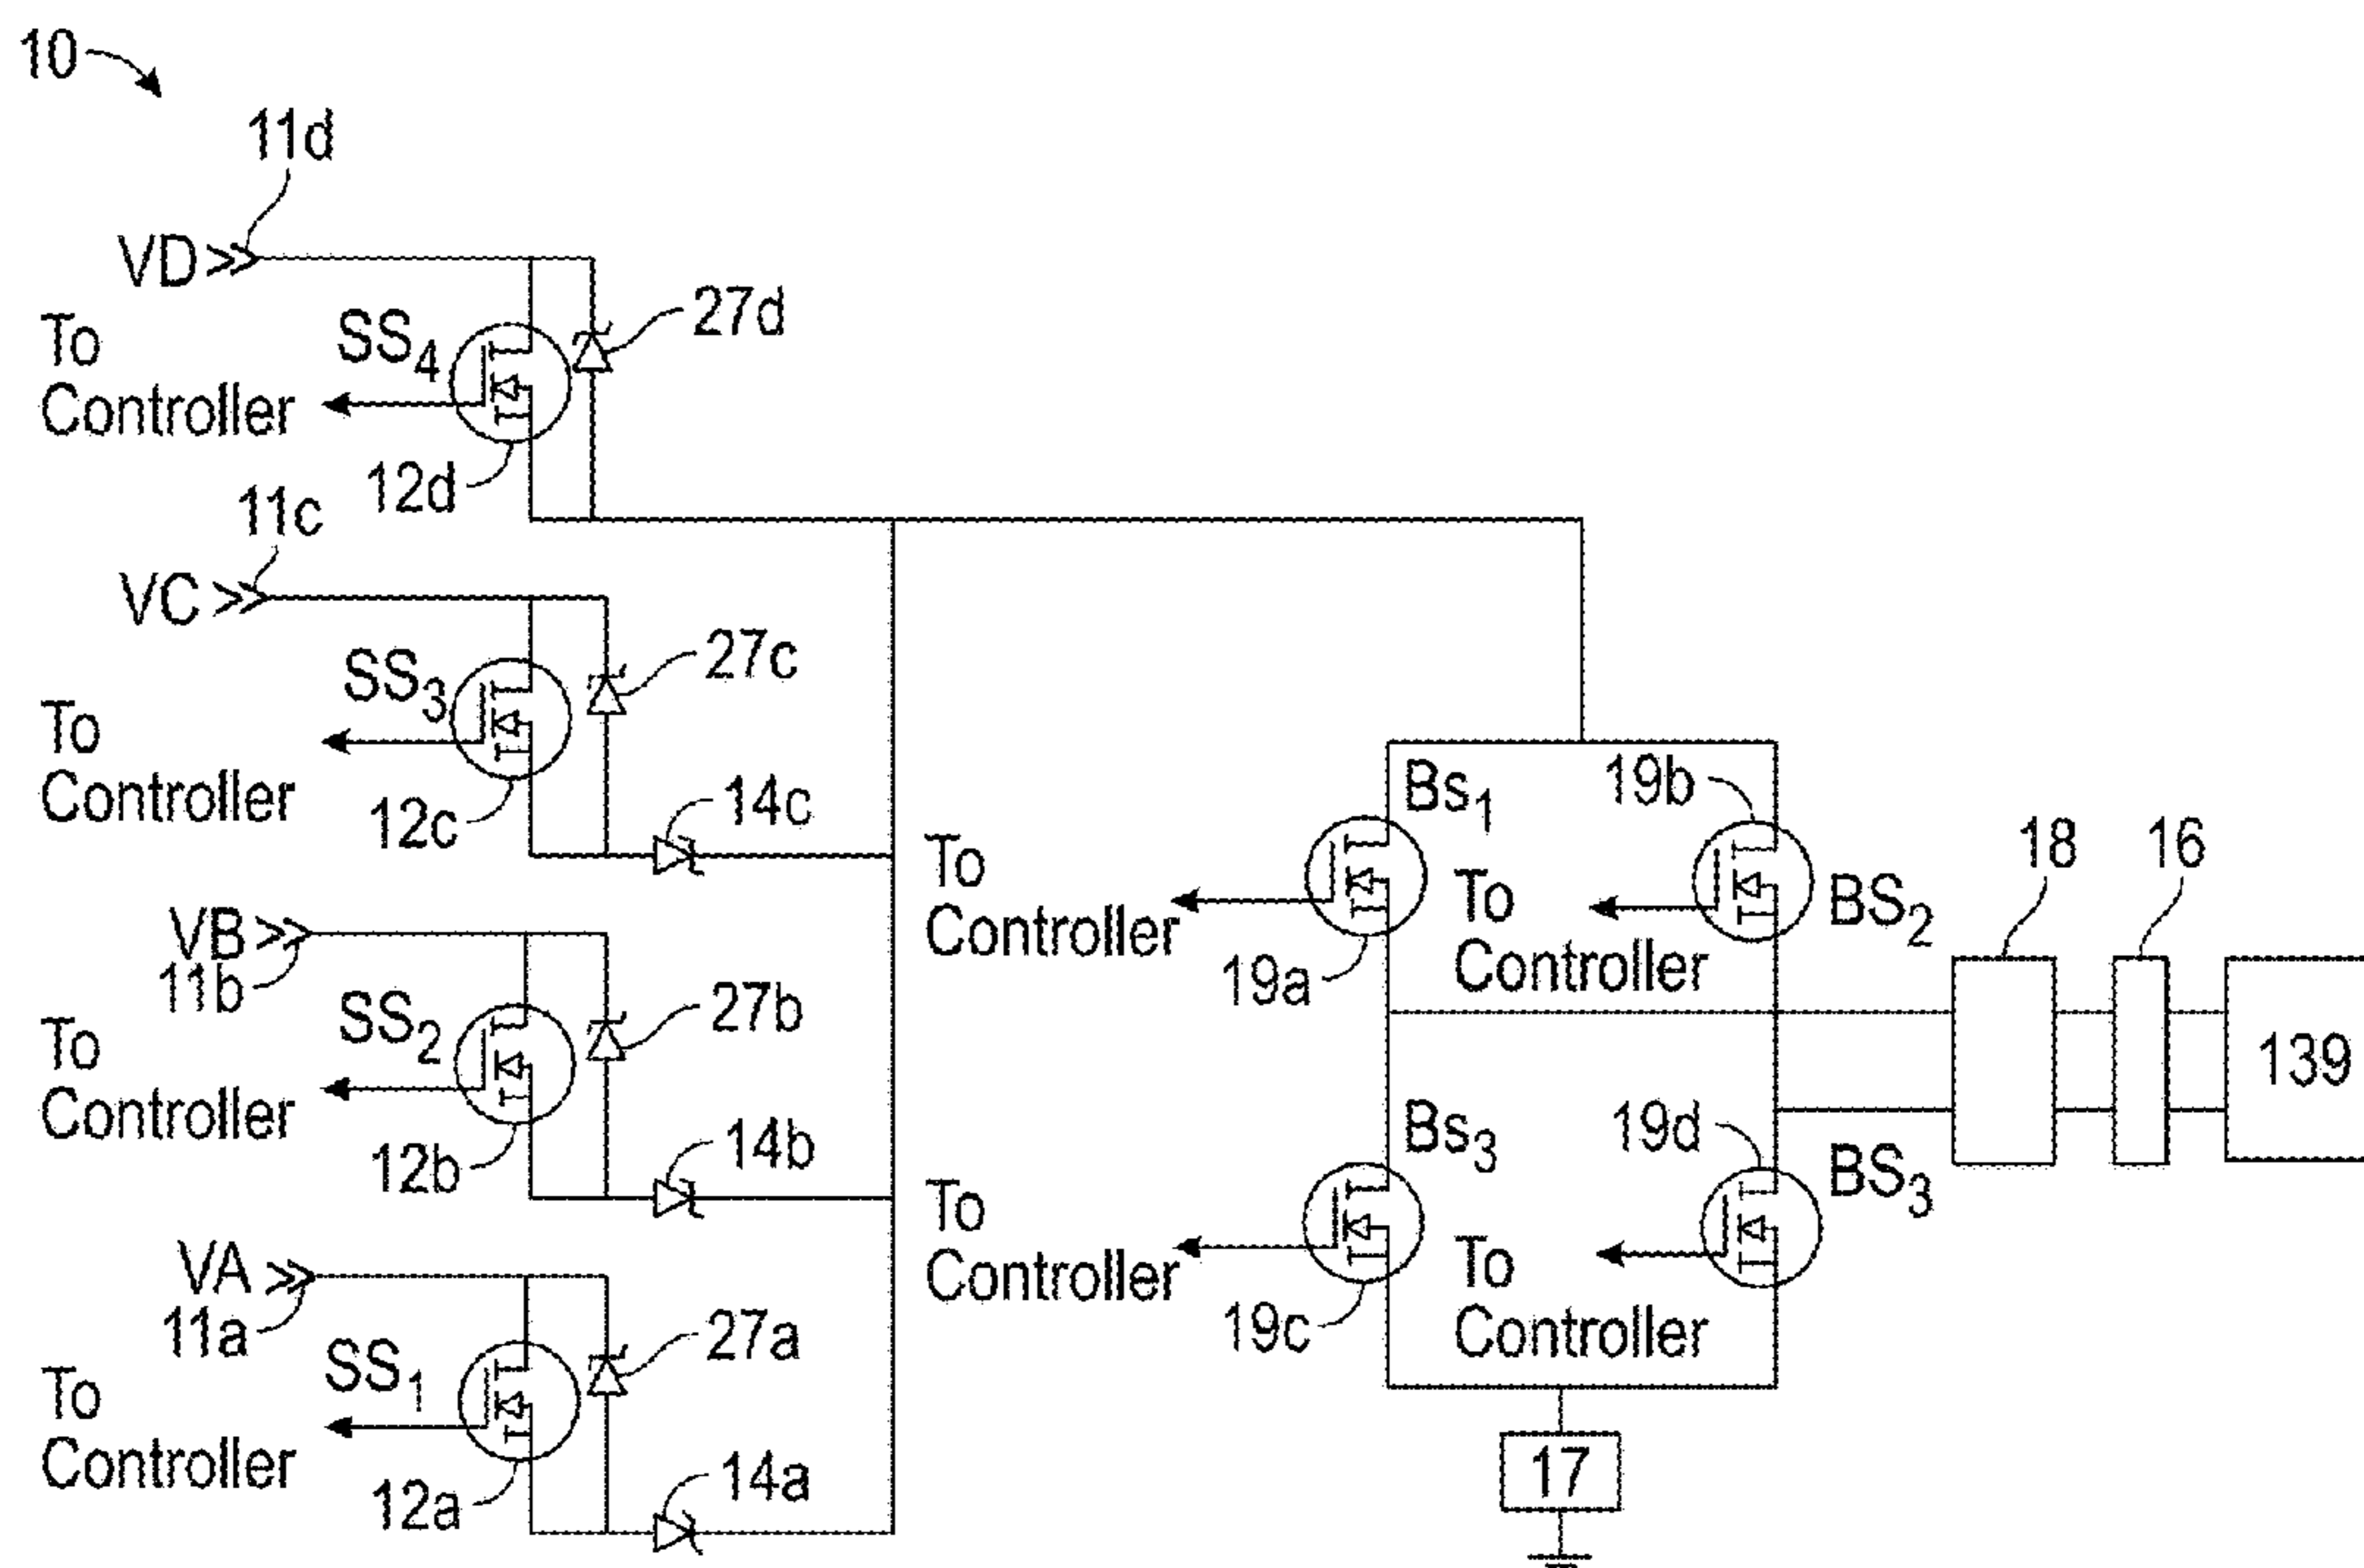 10
11d
VD
To
Controller
SS4
27d
12d
11c
VC
To
Controller
SS3
27c
12c
14c
VB
11b
To
Controller
SS2
27b
12b
14b
VA
11a
To
Controller
SS1
27a
12a
14a
Bs1
19b
To
Controller
19a
To
Controller
BS2
18
16
139
Bs3
19d
To
Controller
19c
To
Controller
BS3
17